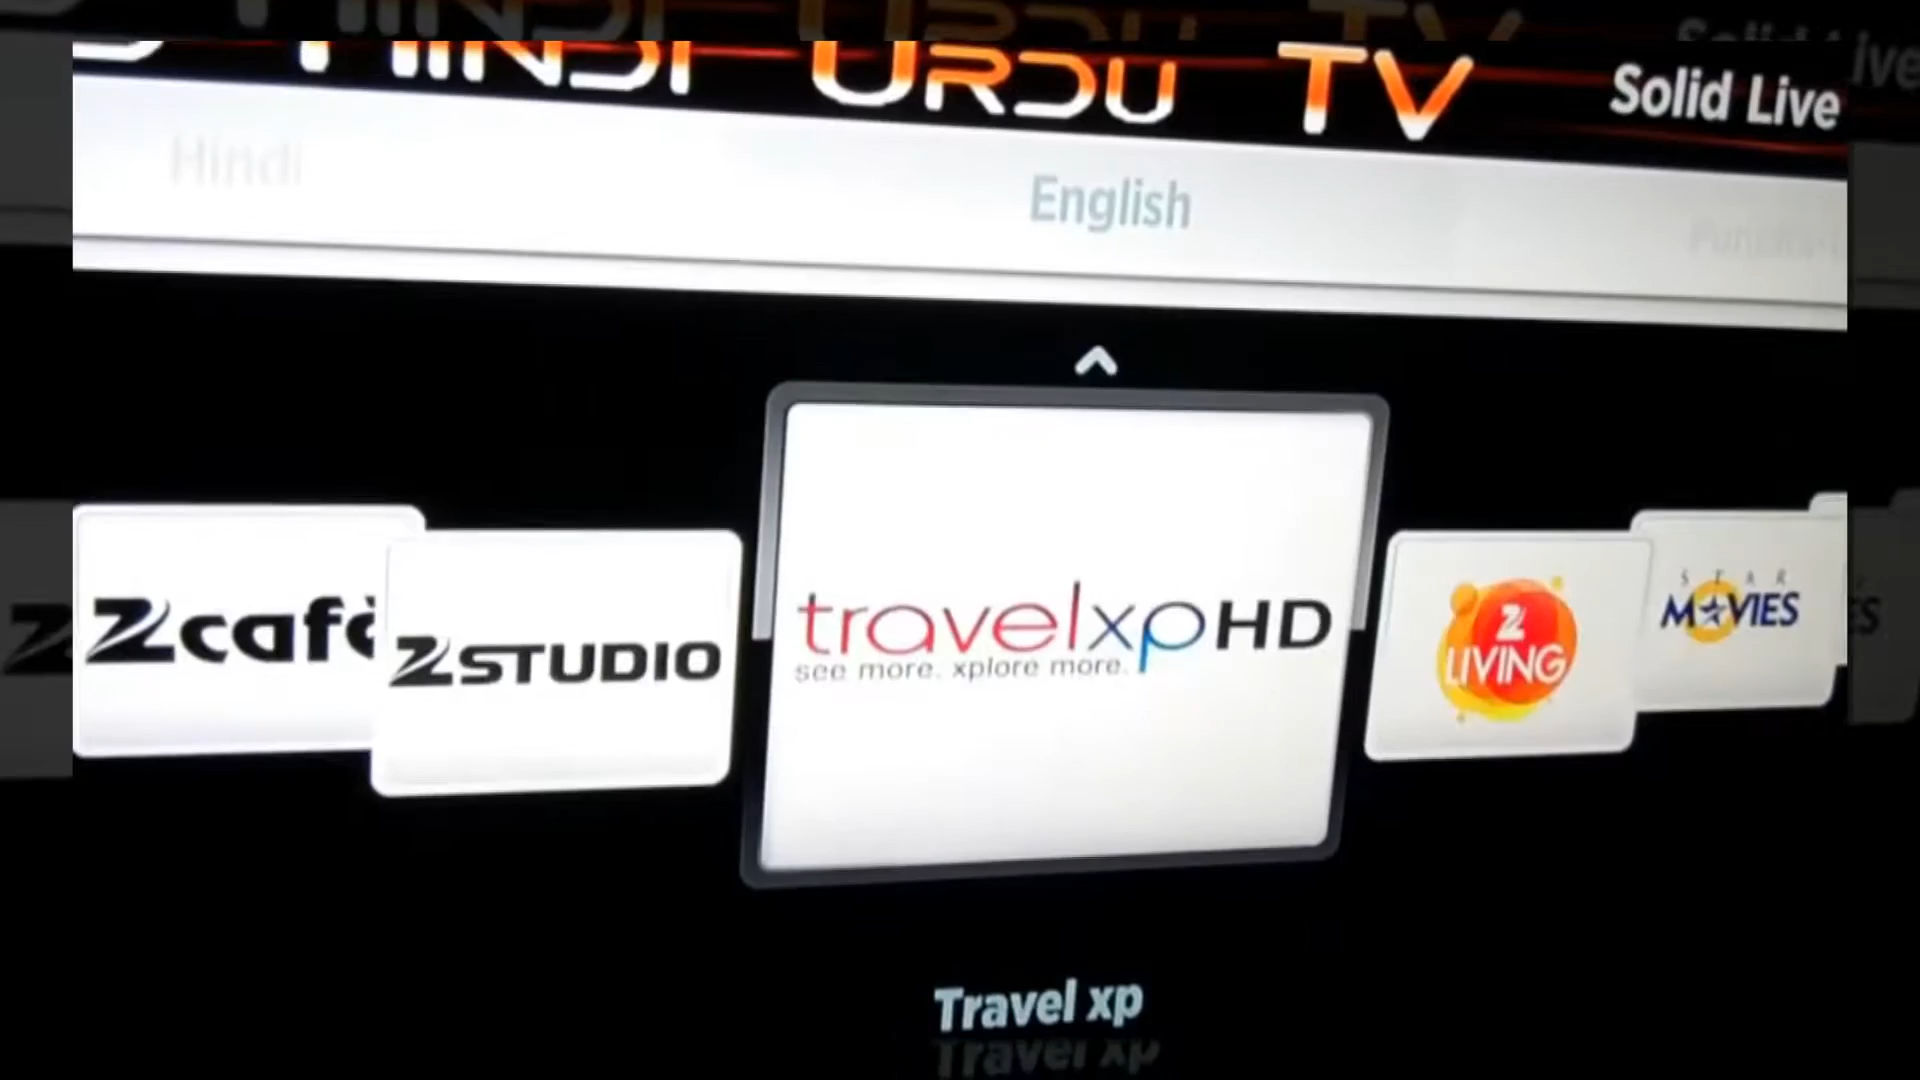 HINDI URDU TV
Solid Live
Hindi
English
Zcafé
ZSTUDIO
travelxp HD
see more. xplore more.
Z
LIVING
STAR
MOVIES
Travel xp